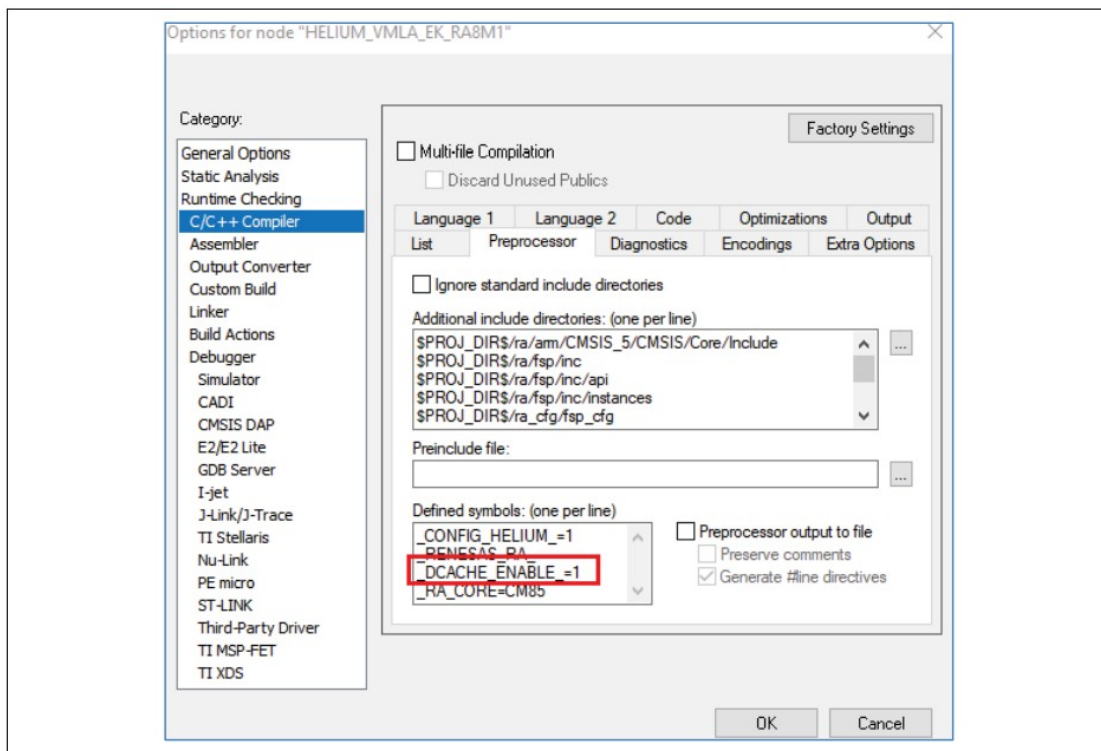 Options for node "HELIUM_VMLA_EK_RA8M1"
Category:
General Options
Static Analysis
Runtime Checking
C/C++ Compiler
Assembler
Output Converter
Custom Build
Linker
Build Actions
Debugger
Simulator
CADI
CMSIS DAP
E2/E2 Lite
GDB Server
I-jet
J-Link/J-Trace
TI Stellaris
Nu-Link
PE micro
ST-LINK
Third-Party Driver
TI MSP-FET
TI XDS
Factory Settings
Multi-file Compilation
Discard Unused Publics
Language 1 Language 2 Code Optimizations Output
List Preprocessor Diagnostics Encodings Extra Options
Ignore standard include directories
Additional include directories: (one per line)
$PROJ_DIR$/ra/arm/CMSIS_5/CMSIS/Core/Include
$PROJ_DIR$/ra/fsp/inc
$PROJ_DIR$/ra/fsp/inc/api
$PROJ_DIR$/ra/fsp/inc/instances
$PROJ_DIR$/ra_cfg/fsp_cfg
...
Preinclude file:
...
Defined symbols: (one per line)
_CONFIG_HELIUM_=1
_RENESAS_RA_
_DCACHE_ENABLE_=1
_RA_CORE=CM85
Preprocessor output to file
Preserve comments
Generate #line directives
OK Cancel